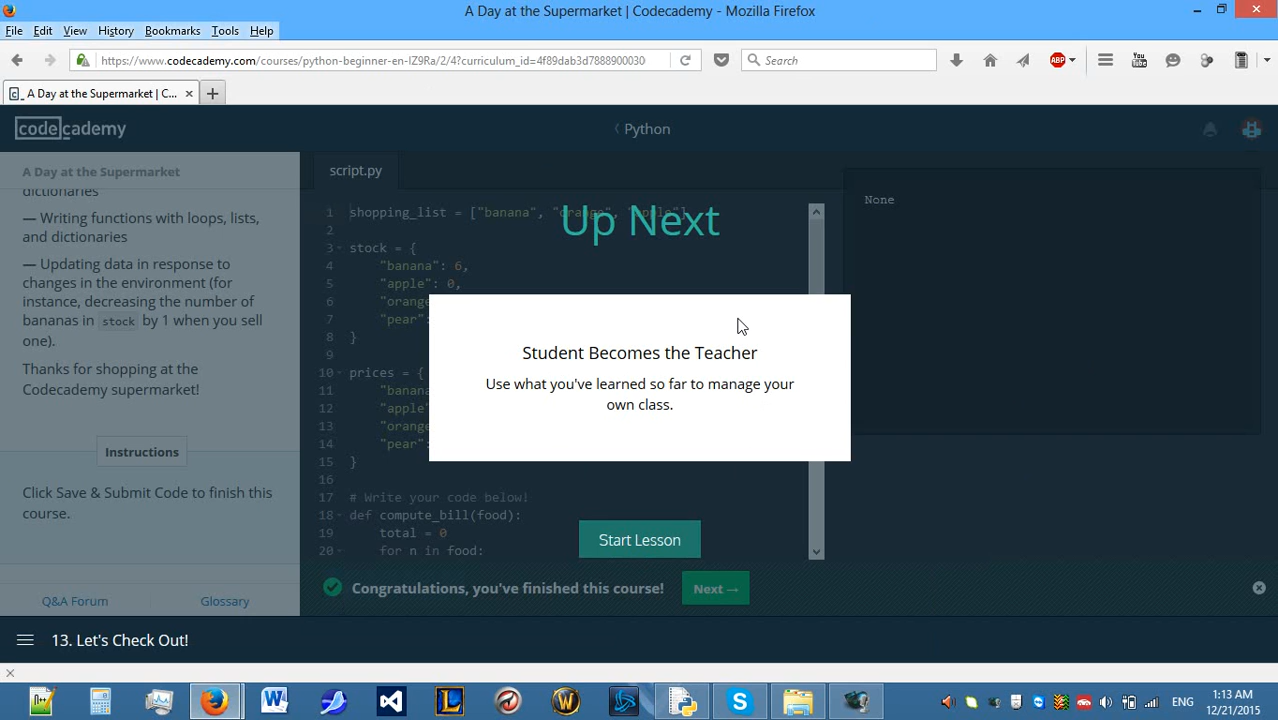 A Day at the Supermarket | Codecademy - Mozilla Firefox
File Edit View History Bookmarks Tools Help
https://www.codecademy.com/courses/python-beginner-en-IZ9Ra/2/4?curriculum_id=4f89dab3d7888900030
Search
ABP
You Tube
A Day at the Supermarket | C...
codecademy
Python
A Day at the Supermarket
dictionaries
— Writing functions with loops, lists,
and dictionaries
— Updating data in response to
changes in the environment (for
instance, decreasing the number of
bananas in stock by 1 when you sell
one).
Thanks for shopping at the
Codecademy supermarket!
Instructions
Click Save & Submit Code to finish this
course.
Q&A Forum Glossary
script.py
1 shopping_list = ["banana", "orange", "apple"]
2
3 stock = {
4 "banana": 6,
5 "apple": 0,
6 "orange
7 "pear":
8 }
9
10 prices = {
11 "banana
12 "apple"
13 "orange
14 "pear":
15 }
16
17 # Write your code below!
18 def compute_bill(food):
19 total = 0
20 for n in food:
None
Up Next
Student Becomes the Teacher
Use what you've learned so far to manage your
own class.
Start Lesson
Congratulations, you've finished this course! Next →
13. Let's Check Out!
ENG
1:13 AM
12/21/2015